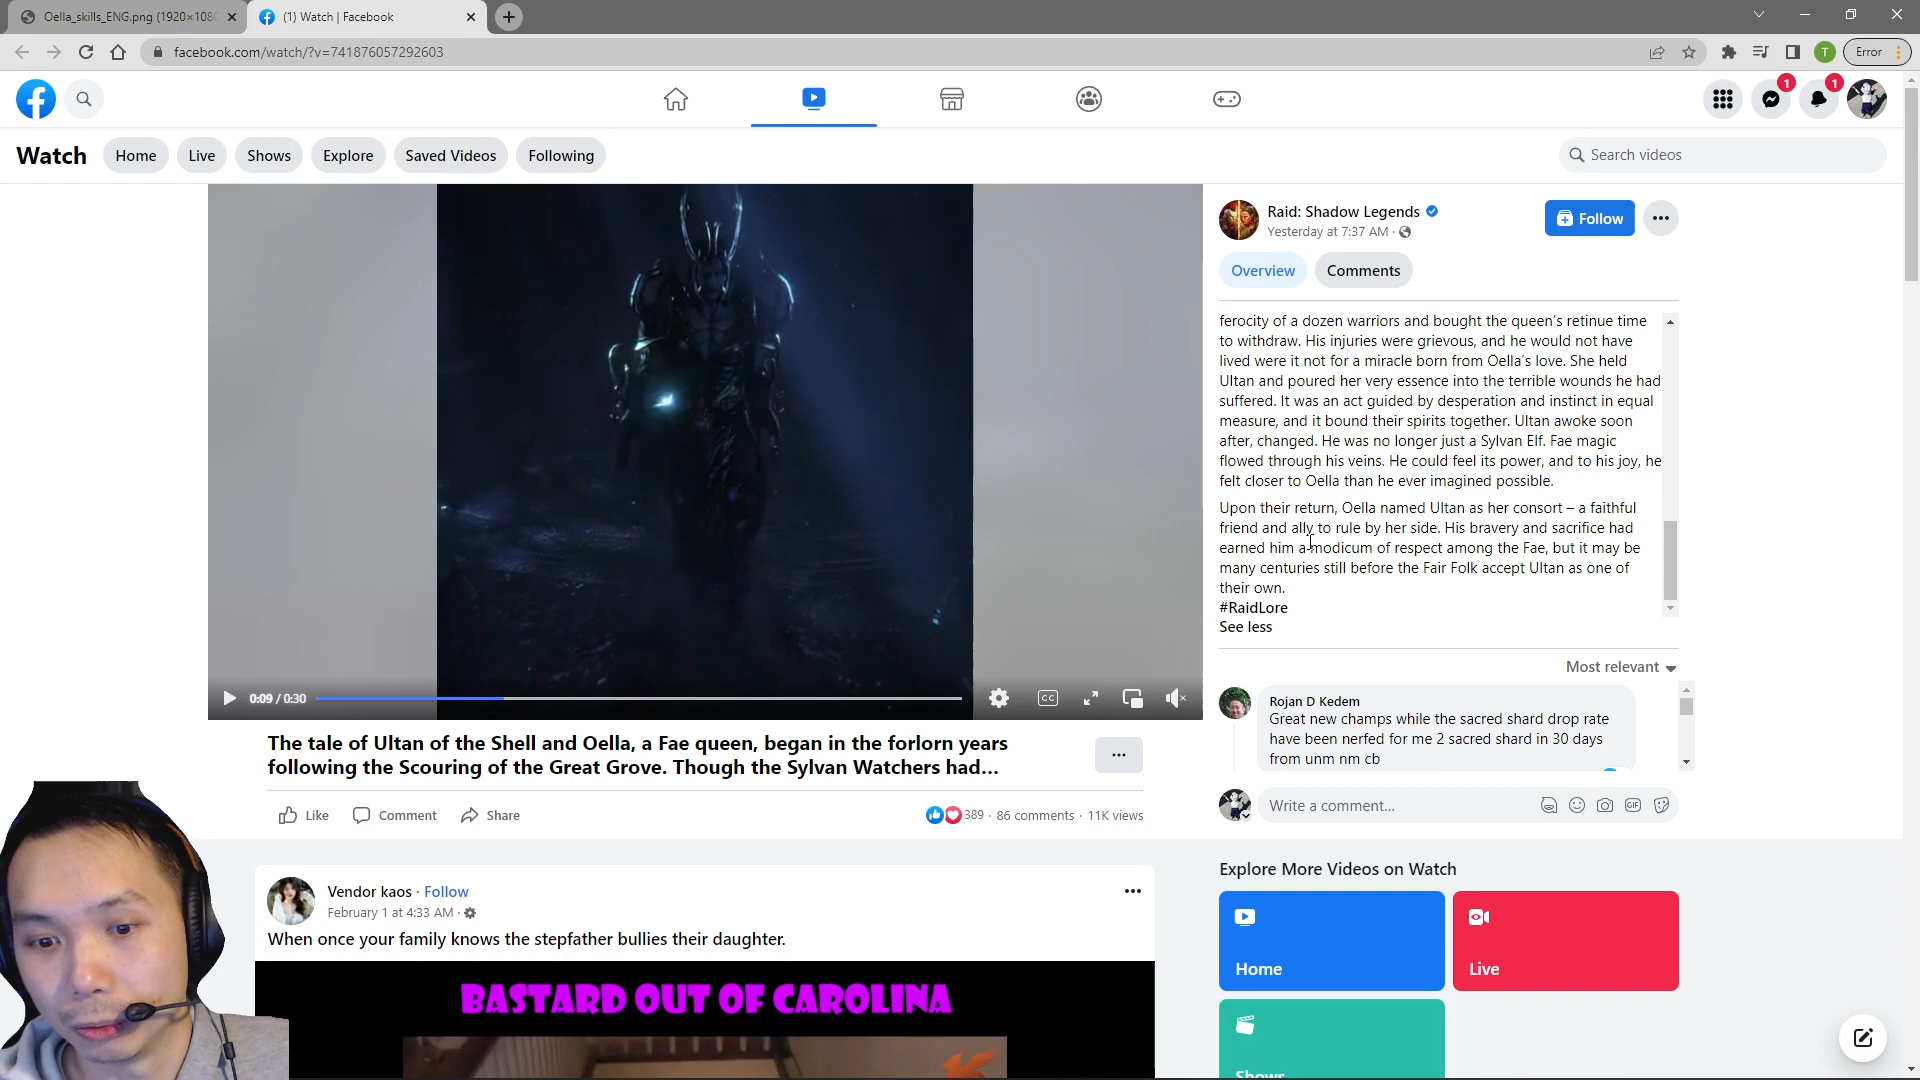 Oella_skills_ENG.png (1920×108
(1) Watch | Facebook
facebook.com/watch/?v=741876057292603
T
Error
1
1
Watch
Home
Live
Shows
Explore
Saved Videos
Following
Search videos
Raid: Shadow Legends
Yesterday at 7:37 AM ·
Follow
Overview
Comments
ferocity of a dozen warriors and bought the queen's retinue time
to withdraw. His injuries were grievous, and he would not have
lived were it not for a miracle born from Oella's love. She held
Ultan and poured her very essence into the terrible wounds he had
suffered. It was an act guided by desperation and instinct in equal
measure, and it bound their spirits together. Ultan awoke soon
after, changed. He was no longer just a Sylvan Elf. Fae magic
flowed through his veins. He could feel its power, and to his joy, he
felt closer to Oella than he ever imagined possible.
Upon their return, Oella named Ultan as her consort – a faithful
friend and ally to rule by her side. His bravery and sacrifice had
earned him a modicum of respect among the Fae, but it may be
many centuries still before the Fair Folk accept Ultan as one of
their own.
#RaidLore
See less
Most relevant
Rojan D Kedem
Great new champs while the sacred shard drop rate
have been nerfed for me 2 sacred shard in 30 days
from unm nm cb
Write a comment...
GIF
0:09 / 0:30
CC
The tale of Ultan of the Shell and Oella, a Fae queen, began in the forlorn years
following the Scouring of the Great Grove. Though the Sylvan Watchers had...
Like
Comment
Share
389 · 86 comments · 11K views
Vendor kaos · Follow
February 1 at 4:33 AM ·
When once your family knows the stepfather bullies their daughter.
BASTARD OUT OF CAROLINA
Explore More Videos on Watch
Home
Live
Shows